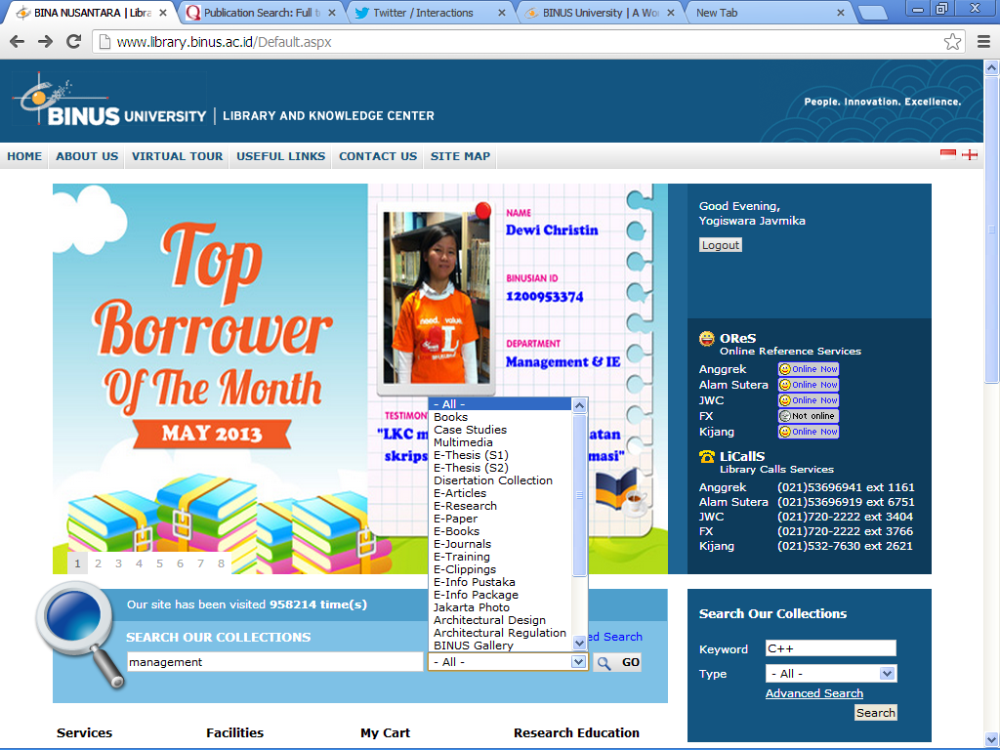 BINA NUSANTARA | Libra
Publication Search: Full t
Twitter / Interactions
BINUS University | A Wo
New Tab
www.library.binus.ac.id/Default.aspx
BINUS UNIVERSITY | LIBRARY AND KNOWLEDGE CENTER
People. Innovation. Excellence.
HOME ABOUT US VIRTUAL TOUR USEFUL LINKS CONTACT US SITE MAP
Top
Borrower
Of The Month
MAY 2013
NAME
Dewi Christin
BINUSIAN ID
1200953374
DEPARTMENT
Management & IE
need. value.
L
TESTIMON
"LKC m
atan
skrips
masi"
1 2 3 4 5 6 7 8
Good Evening,
Yogiswara Javmika
Logout
OReS
Online Reference Services
Anggrek Online Now
Alam Sutera Online Now
JWC Online Now
FX Not online
Kijang Online Now
LiCallS
Library Calls Services
Anggrek (021)53696941 ext 1161
Alam Sutera (021)53696919 ext 6751
JWC (021)720-2222 ext 3404
FX (021)720-2222 ext 3766
Kijang (021)532-7630 ext 2621
Our site has been visited 958214 time(s)
SEARCH OUR COLLECTIONS
ed Search
management
- All -
GO
- All -
Books
Case Studies
Multimedia
E-Thesis (S1)
E-Thesis (S2)
Disertation Collection
E-Articles
E-Research
E-Paper
E-Books
E-Journals
E-Training
E-Clippings
E-Info Pustaka
E-Info Package
Jakarta Photo
Architectural Design
Architectural Regulation
BINUS Gallery
Search Our Collections
Keyword C++
Type - All -
Advanced Search
Search
Services Facilities My Cart Research Education